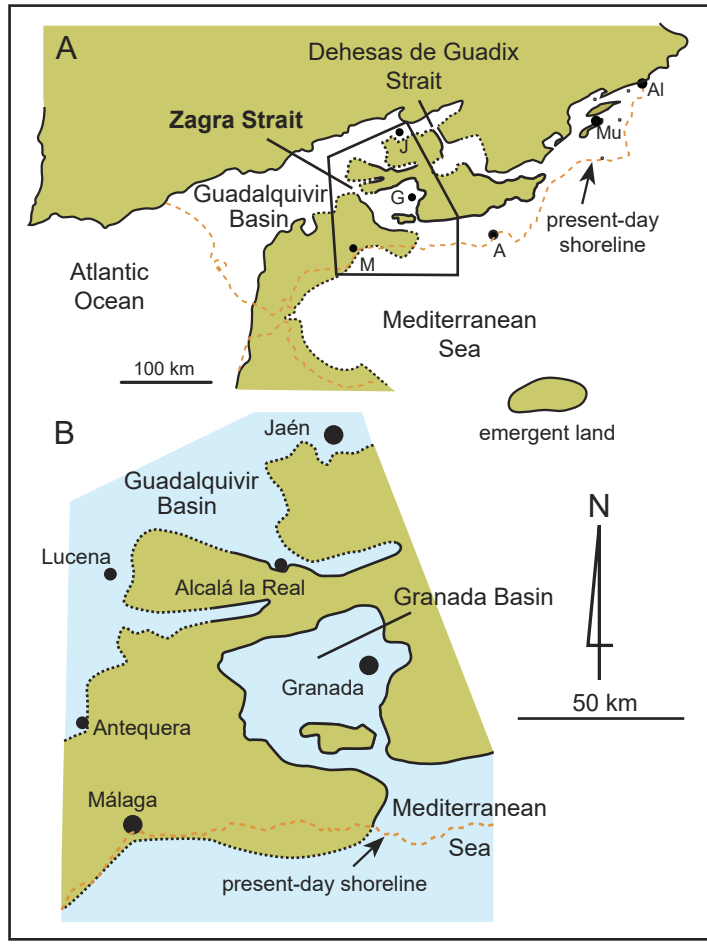 A
Dehesas de Guadix
Strait
Zagra Strait
Al
Mu
J
Guadalquivir
Basin
G
present-day
shoreline
A
M
Atlantic
Ocean
Mediterranean
Sea
100 km
emergent land
B
Jaén
Guadalquivir
Basin
N
Lucena
Alcalá la Real
Granada Basin
Granada
50 km
Antequera
Málaga
Mediterranean
Sea
present-day shoreline